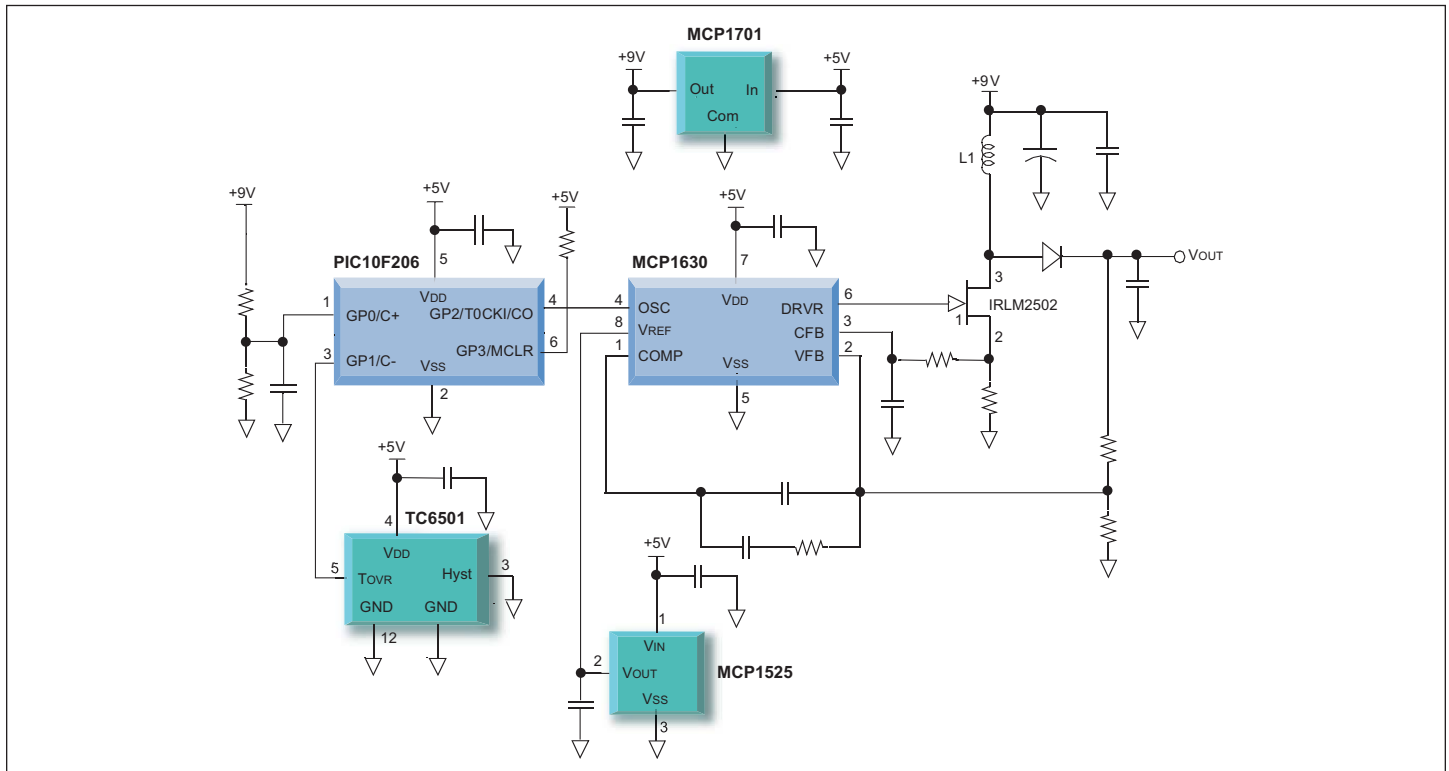 MCP1701
+9V
+5V
Out
In
Com
+9V
L1
+9V
+5V
+5V
+5V
PIC10F206
5
MCP1630
7
VDD
VDD
1
GP0/C+
GP2/T0CKI/CO
4
4
OSC
DRVR
6
3
VOUT
IRLM2502
1
8
VREF
CFB
3
3
GP1/C-
GP3/MCLR
6
1
COMP
VFB
2
2
VSS
VSS
2
5
+5V
4
TC6501
VDD
5
TOVR
Hyst
3
GND
GND
12
+5V
1
VIN
2
VOUT
MCP1525
VSS
3